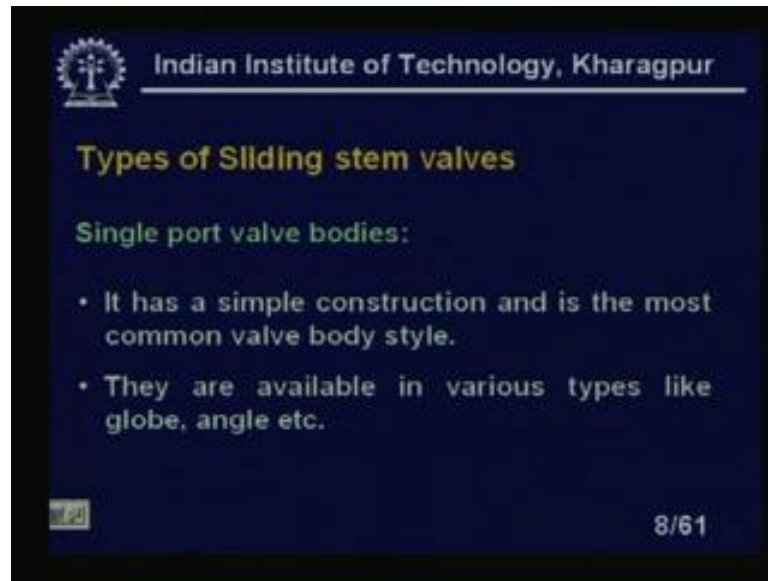 Indian Institute of Technology, Kharagpur
Types of Sliding stem valves
Single port valve bodies:
• It has a simple construction and is the most
common valve body style.
• They are available in various types like
globe, angle etc.
8/61